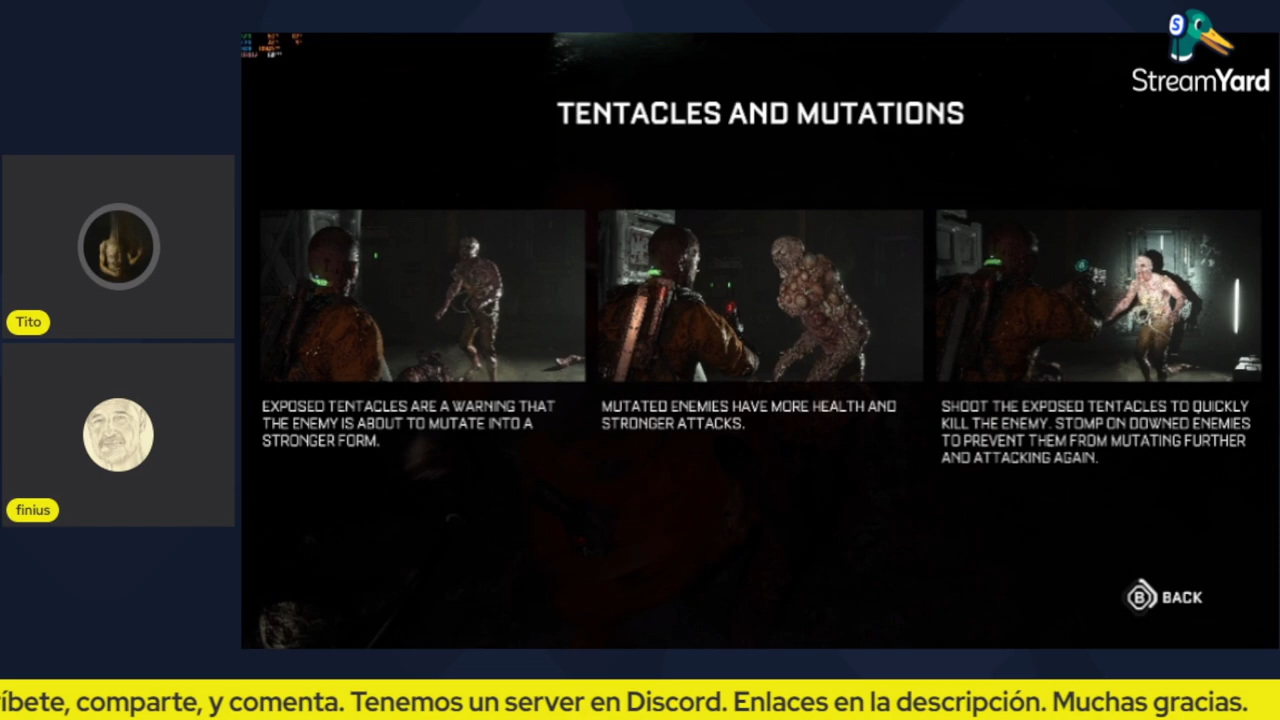 StreamYard
TENTACLES AND MUTATIONS
EXPOSED TENTACLES ARE A WARNING THAT
THE ENEMY IS ABOUT TO MUTATE INTO A
STRONGER FORM.
MUTATED ENEMIES HAVE MORE HEALTH AND
STRONGER ATTACKS.
SHOOT THE EXPOSED TENTACLES TO QUICKLY
KILL THE ENEMY. STOMP ON DOWNED ENEMIES
TO PREVENT THEM FROM MUTATING FURTHER
AND ATTACKING AGAIN.
Tito
finius
B BACK
íbete, comparte, y comenta. Tenemos un server en Discord. Enlaces en la descripción. Muchas gracias.